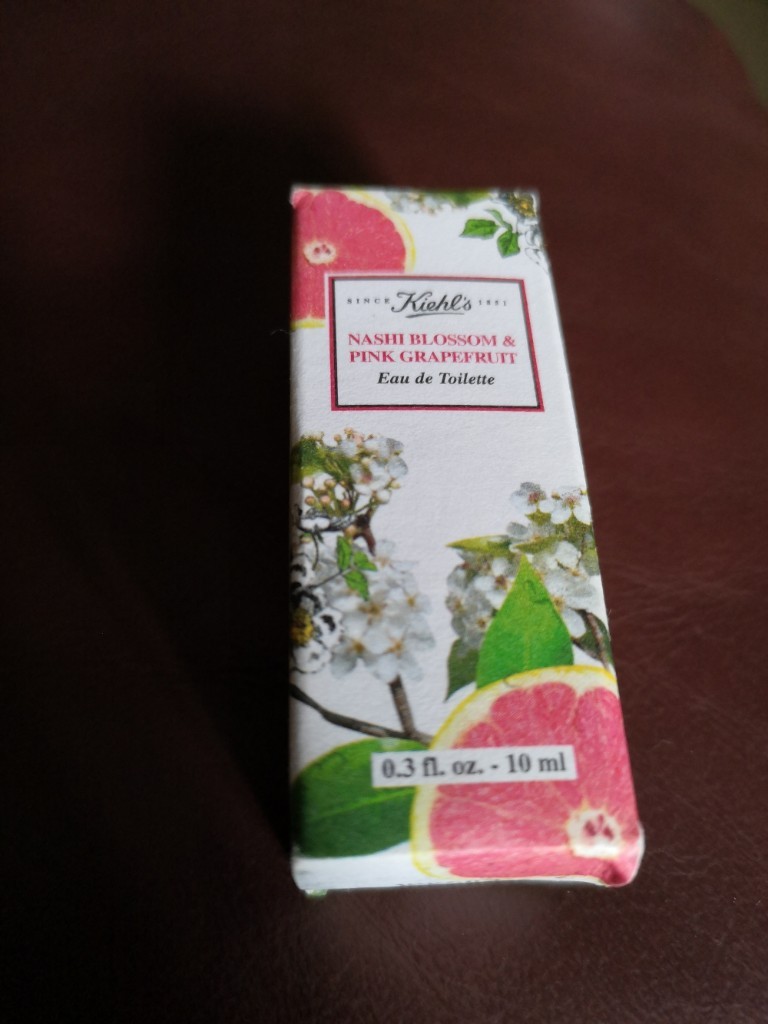 SINCE Kiehl's 1851
NASHI BLOSSOM &
PINK GRAPEFRUIT
Eau de Toilette
0.3 fl. oz. - 10 ml